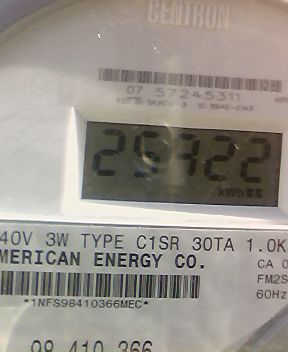 CENTRON
07 57245311
kWh
40V 3W TYPE C1SR 30TA 1.0K
MERICAN ENERGY CO.
CA 0
FM2S
60Hz
*1NFS98410366MEC*
98 410 366